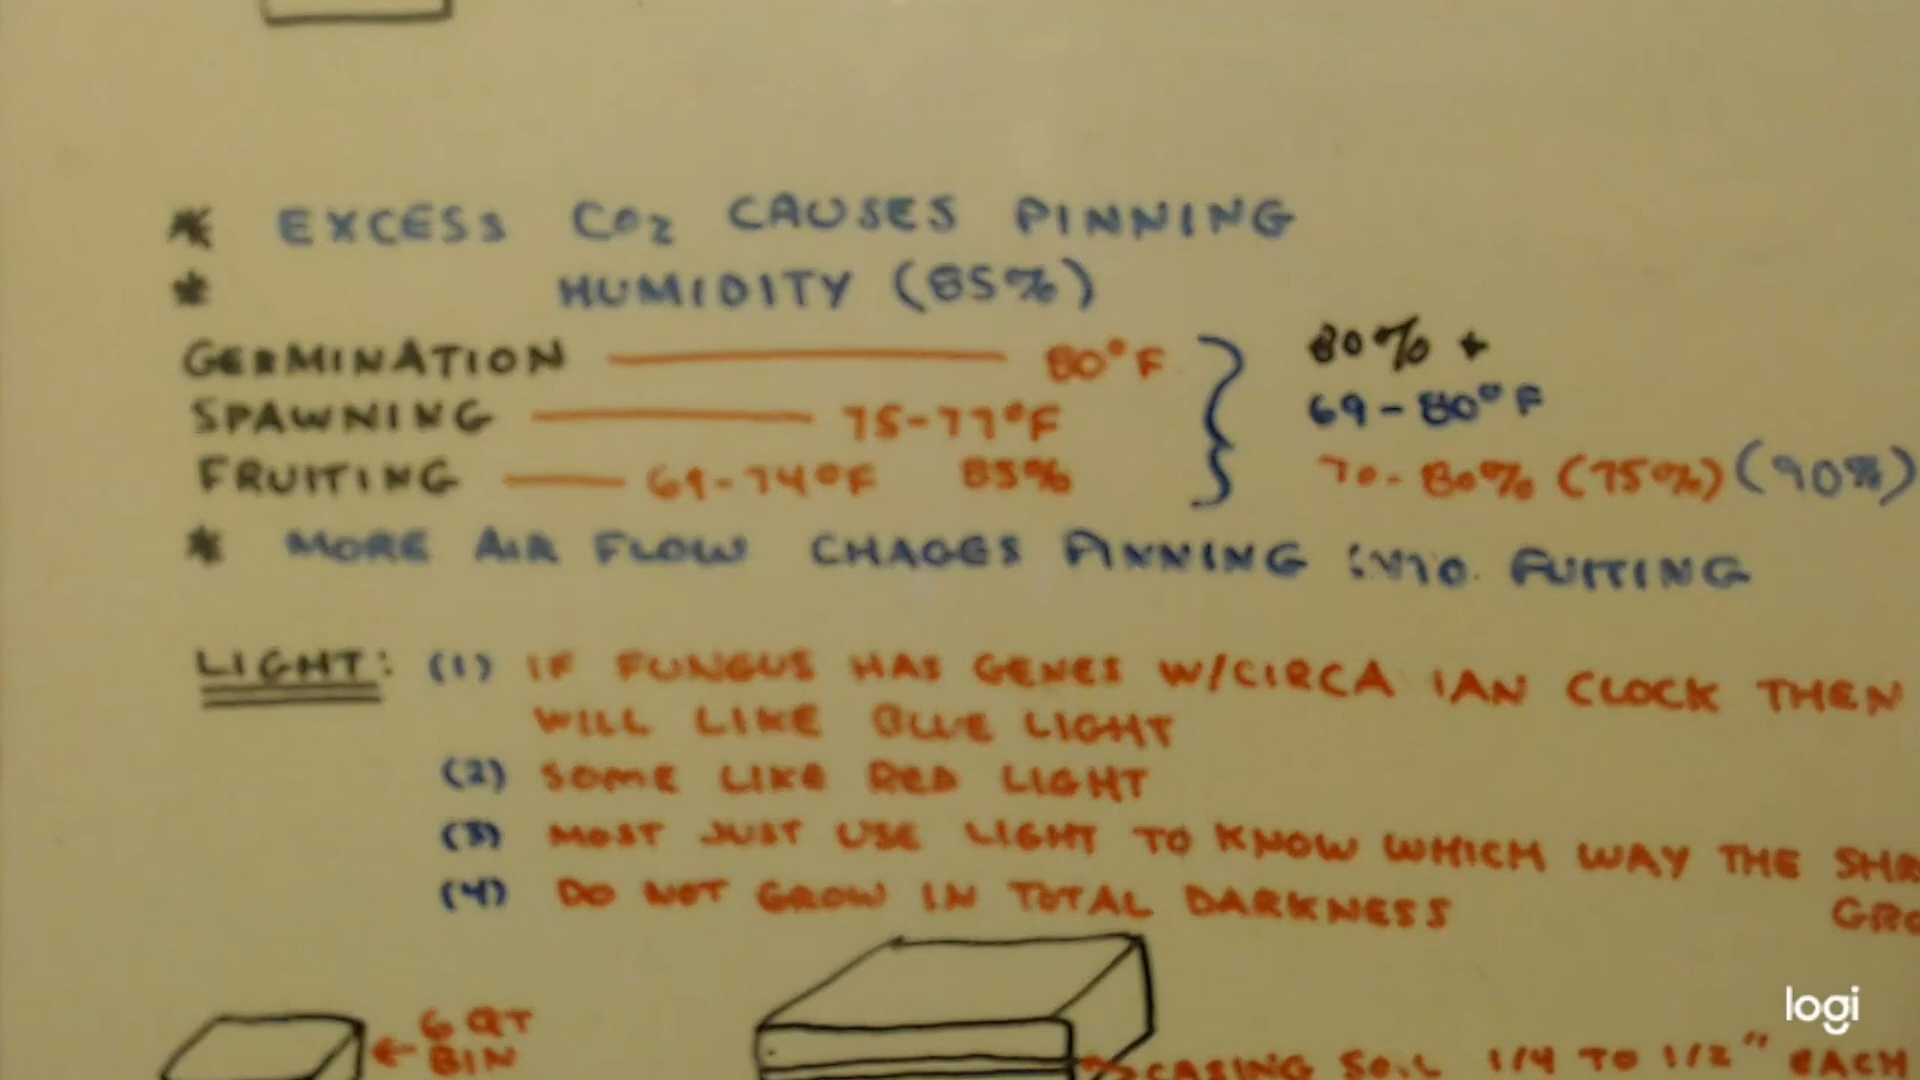 * EXCESS CO2 CAUSES PINNING
* HUMIDITY (85%)
GERMINATION 80°F 80% +
SPAWNING 75-77°F 69-80°F
FRUITING 69-74°F 85% 70-80% (75%) (90%)
* MORE AIR FLOW CHAGES PINNING INTO FUITING
LIGHT: (1) IF FUNGUS HAS GENES W/CIRCA IAN CLOCK THEN
WILL LIKE BLUE LIGHT
(2) SOME LIKE RED LIGHT
(3) MOST JUST USE LIGHT TO KNOW WHICH WAY THE
(4) DO NOT GROW IN TOTAL DARKNESS
6 QT
BIN
CASING SOIL 1/4 TO 1/2" EACH
logi